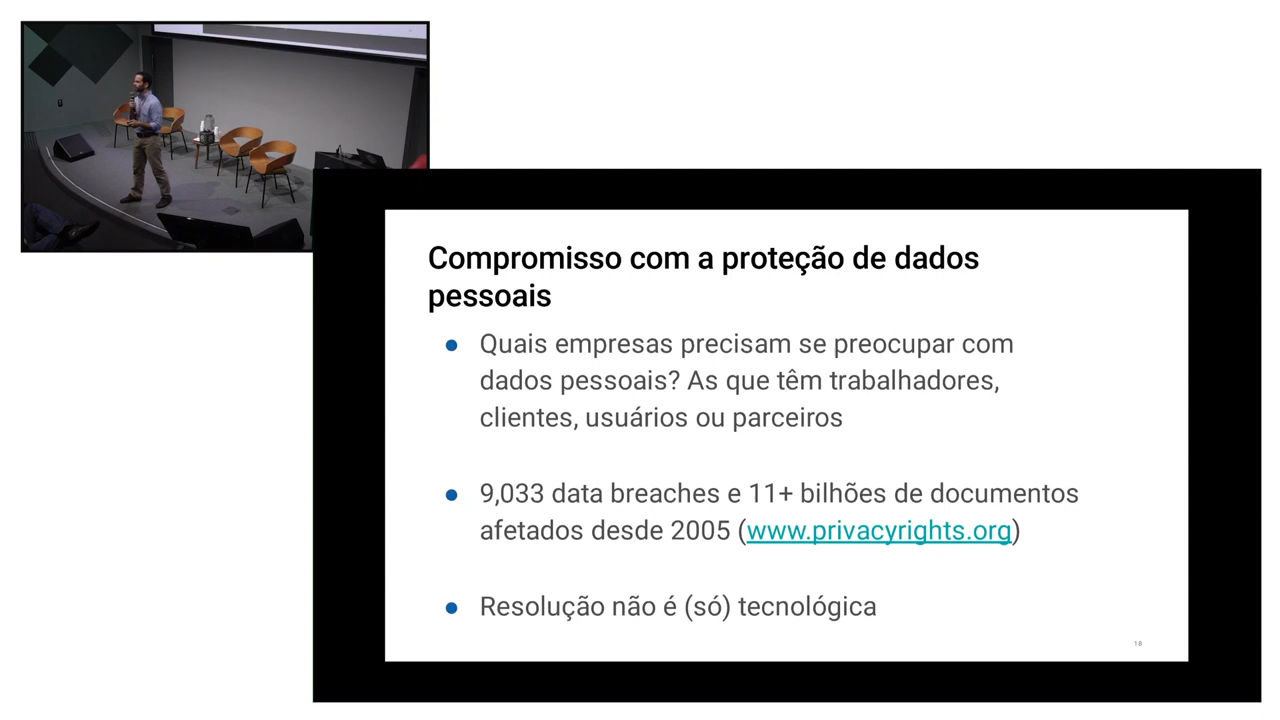 Compromisso com a proteção de dados
pessoais
● Quais empresas precisam se preocupar com
dados pessoais? As que têm trabalhadores,
clientes, usuários ou parceiros
● 9,033 data breaches e 11+ bilhões de documentos
afetados desde 2005 (www.privacyrights.org)
● Resolução não é (só) tecnológica
18